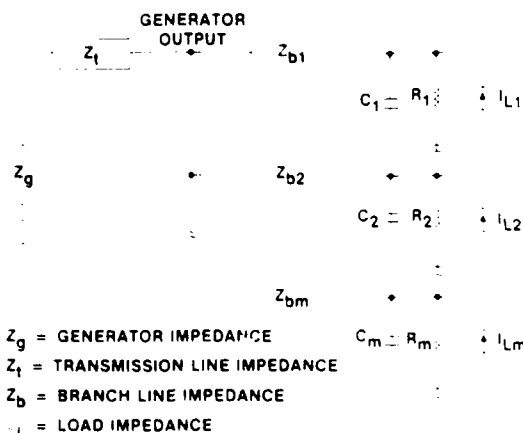 GENERATOR
OUTPUT
Zt Zb1
C1 R1 IL1
Zg Zb2
C2 R2 IL2
Zbm
Cm Rm ILm
Zg = GENERATOR IMPEDANCE
Zt = TRANSMISSION LINE IMPEDANCE
Zb = BRANCH LINE IMPEDANCE
= LOAD IMPEDANCE